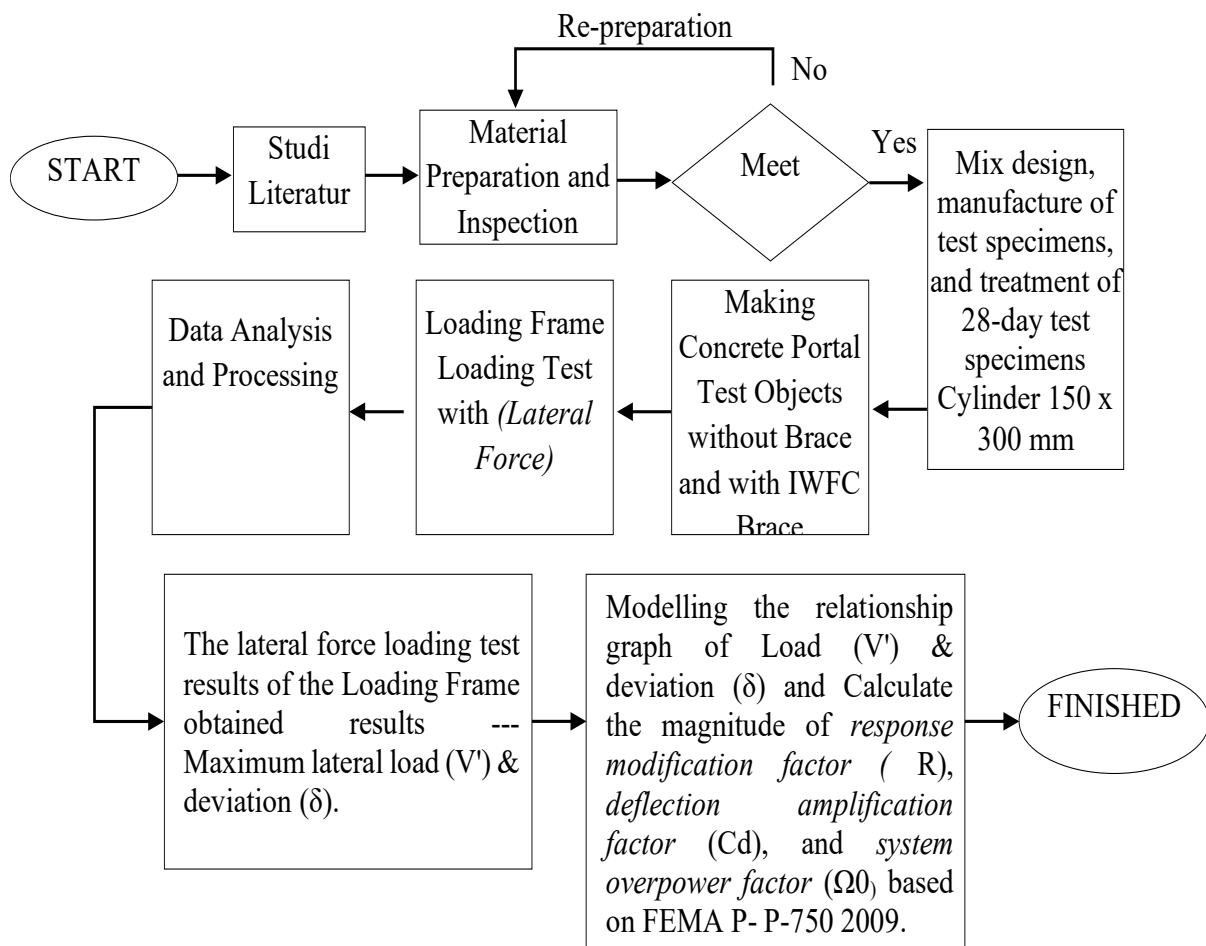 Re-preparation
No
START
Studi
Literatur
Material
Preparation and
Inspection
Meet
Yes
Mix design,
manufacture of
test specimens,
and treatment of
28-day test
specimens
Cylinder 150 x
300 mm
Making
Concrete Portal
Test Objects
without Brace
and with IWFC
Brace.
Loading Frame
Loading Test
with (Lateral
Force)
Data Analysis
and Processing
The lateral force loading test
results of the Loading Frame
obtained results ---
Maximum lateral load (V') &
deviation (δ).
Modelling the relationship
graph of Load (V') &
deviation (δ) and Calculate
the magnitude of response
modification factor ( R),
deflection amplification
factor (Cd), and system
overpower factor (Ω0) based
on FEMA P- P-750 2009.
FINISHED